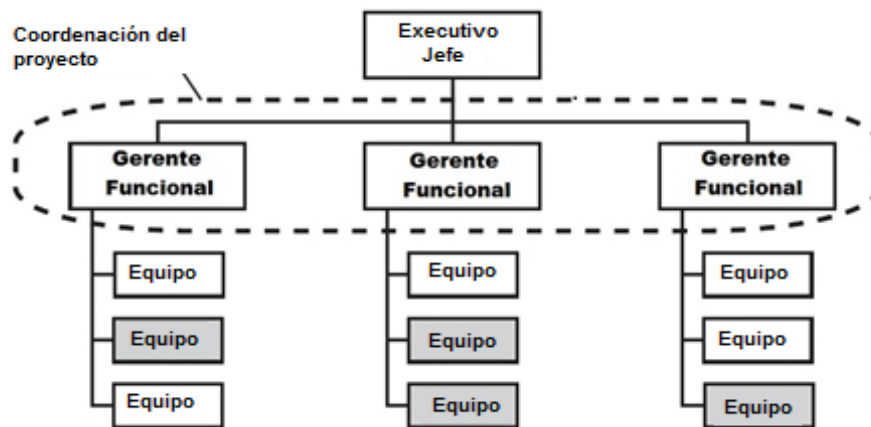 Coordenación del
proyecto
Executivo
Jefe
Gerente
Funcional
Gerente
Funcional
Gerente
Funcional
Equipo
Equipo
Equipo
Equipo
Equipo
Equipo
Equipo
Equipo
Equipo